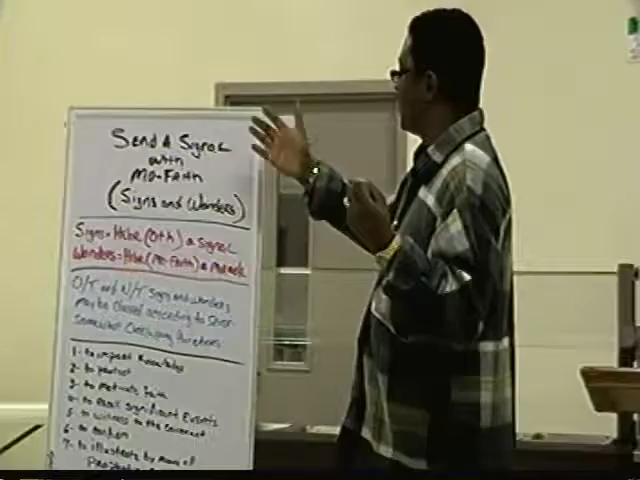 Send A Signal
with
Mo-Faith
(Signs and Wonders)
Signs = Hebe (Oth) a Signal
Wonders = Hebe (Mo-Faith) a Miracle
O/T and N/T Signs and wonders
may be classed according to Seven
Somewhat Overlapping
1- to impart Knowledge
2- to protect
3- to Motivate Faith
4- to Recall Significant Events
5- to witness to the covenant
6- to confirm
7- to illustrate by means of